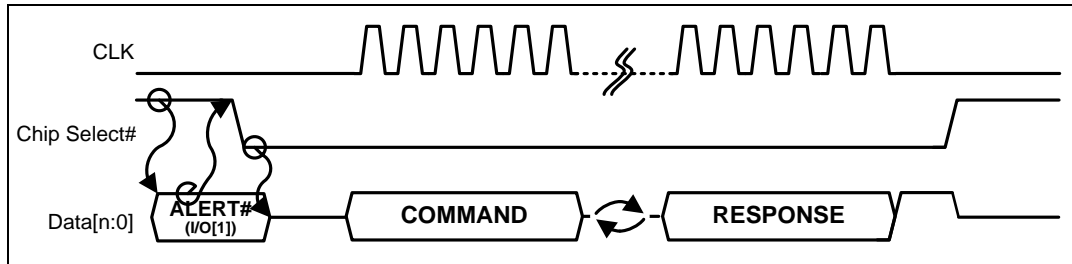 CLK
Chip Select#
Data[n:0]
ALERT#
(I/O[1])
COMMAND
RESPONSE